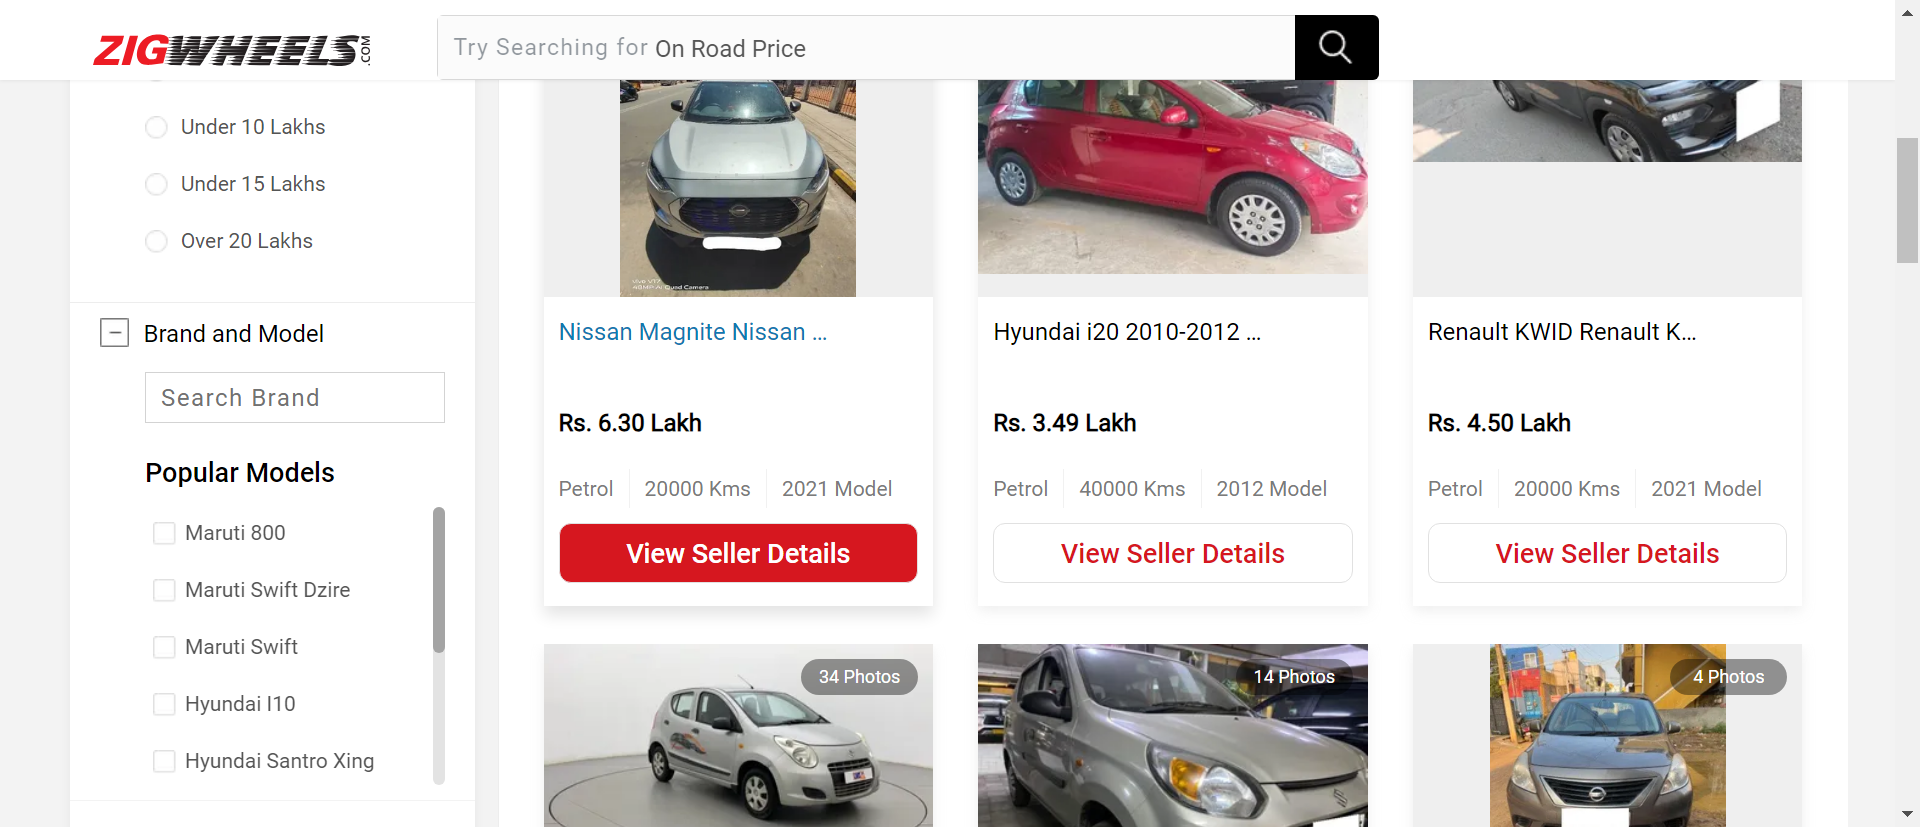 ZIGWHEELS.COM
Try Searching for On Road Price
Under 10 Lakhs
Under 15 Lakhs
Over 20 Lakhs
Brand and Model
Search Brand
Popular Models
Maruti 800
Maruti Swift Dzire
Maruti Swift
Hyundai I10
Hyundai Santro Xing
Nissan Magnite Nissan ...
Rs. 6.30 Lakh
Petrol 20000 Kms 2021 Model
View Seller Details
Hyundai i20 2010-2012 ...
Rs. 3.49 Lakh
Petrol 40000 Kms 2012 Model
View Seller Details
Renault KWID Renault K...
Rs. 4.50 Lakh
Petrol 20000 Kms 2021 Model
View Seller Details
34 Photos
14 Photos
4 Photos